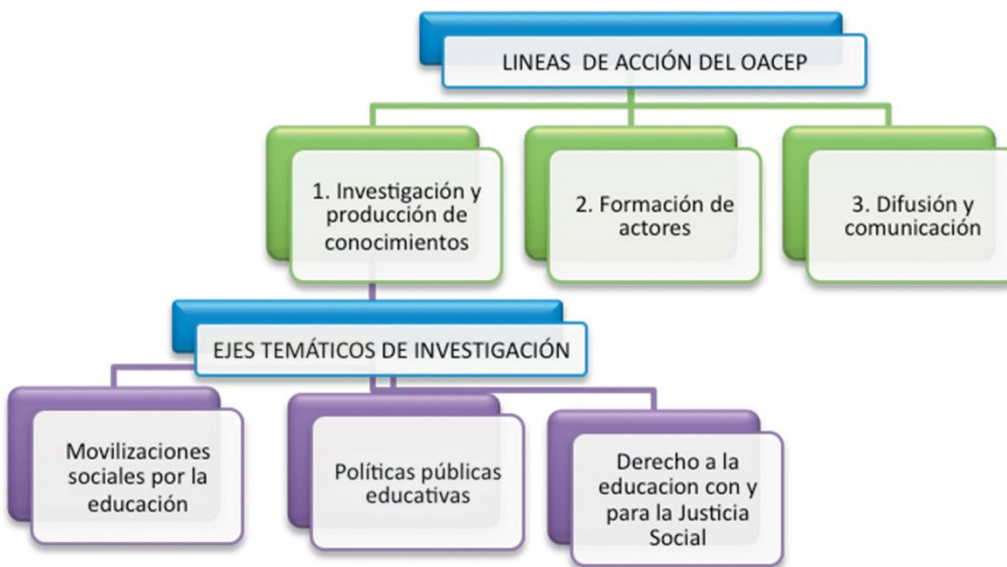 LINEAS DE ACCIÓN DEL OACEP
1. Investigación y
producción de
conocimientos
2. Formación de
actores
3. Difusión y
comunicación
EJES TEMÁTICOS DE INVESTIGACIÓN
Movilizaciones
sociales por la
educación
Políticas públicas
educativas
Derecho a la
educacion con y
para la Justicia
Social